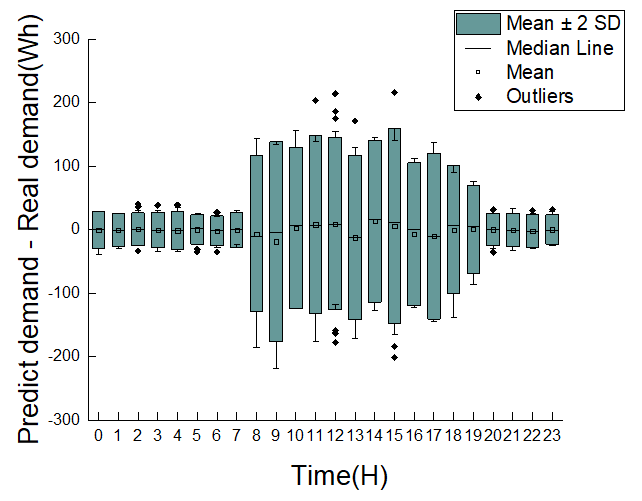 Mean ± 2 SD
Median Line
Mean
Outliers
Predict demand - Real demand(Wh)
300
200
100
0
-100
-200
-300
0 1 2 3 4 5 6 7 8 9 10 11 12 13 14 15 16 17 18 19 20 21 22 23
Time(H)